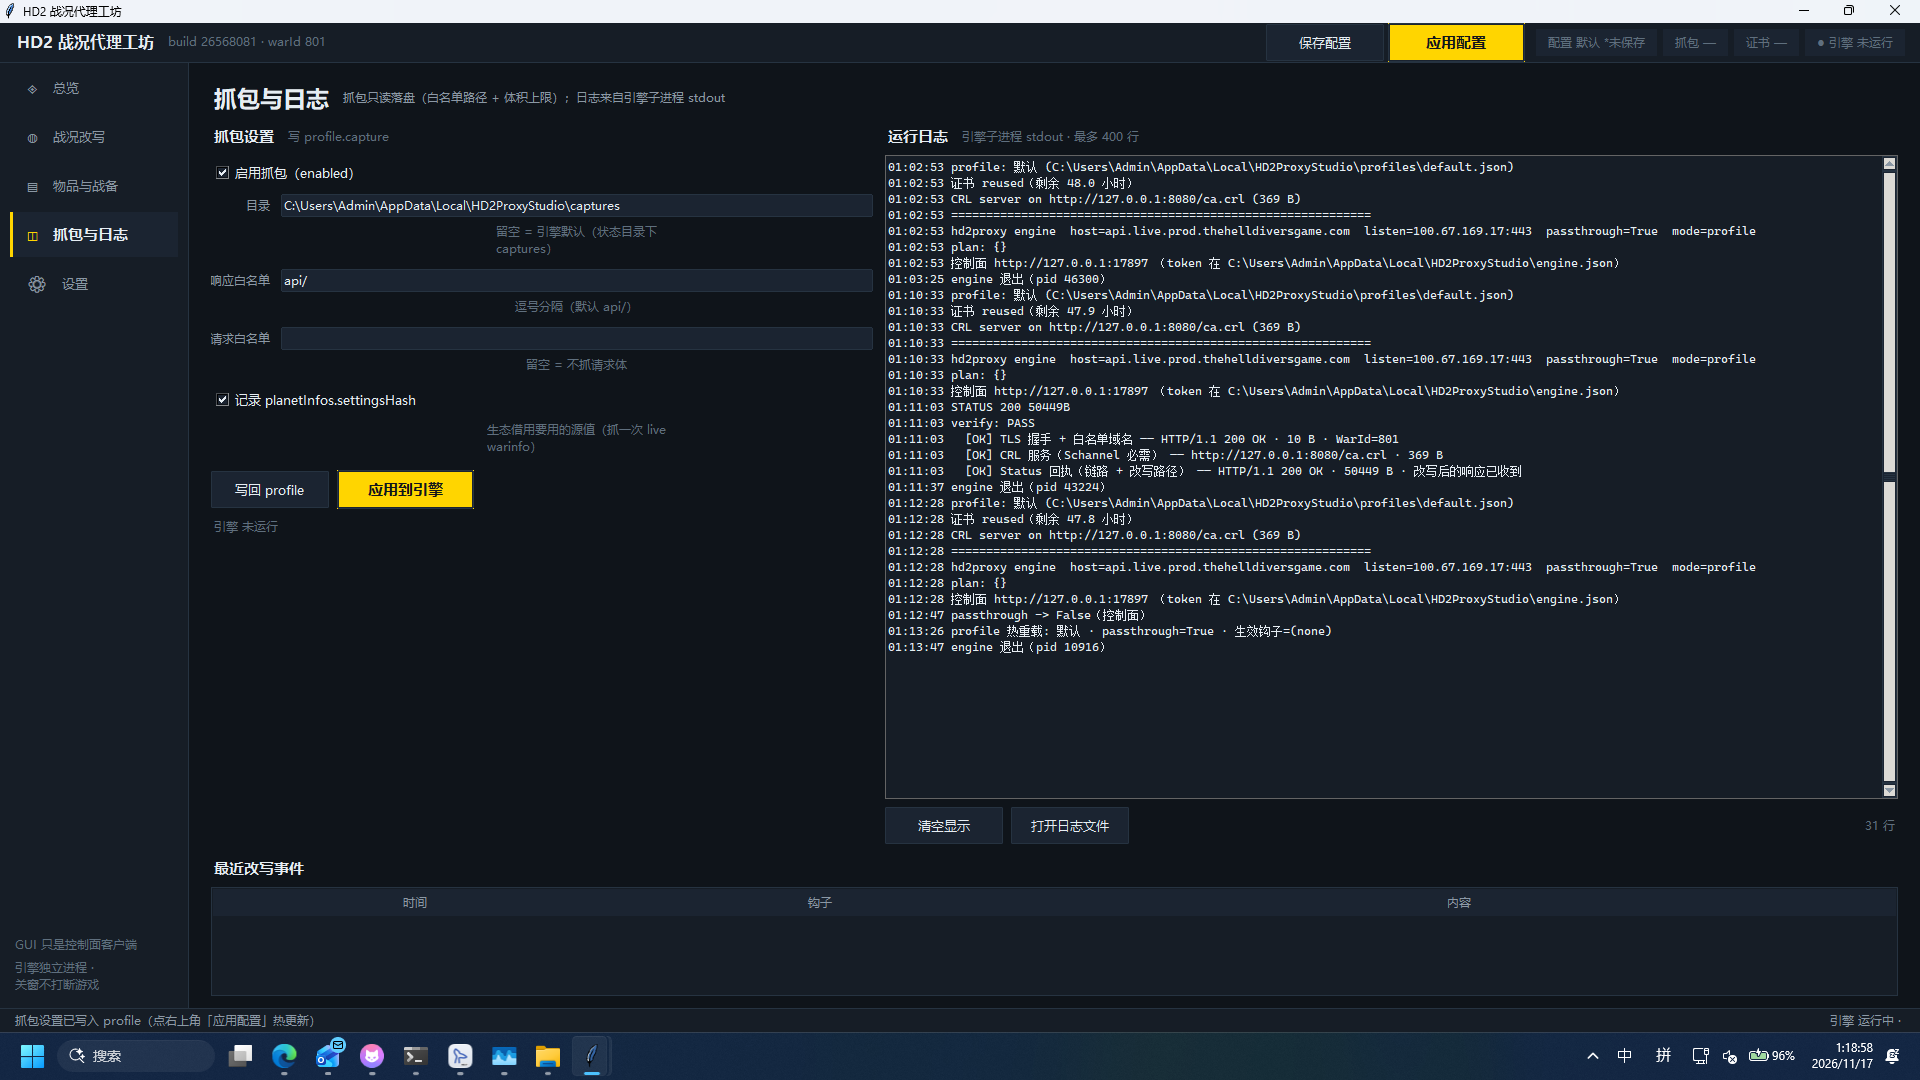 HD2 战况代理工坊
HD2 战况代理工坊 build 26568081 · warId 801
保存配置
应用配置
配置 默认 *未保存
抓包 —
证书 —
● 引擎 未运行
总览
战况改写
物品与战备
抓包与日志
设置
抓包与日志 抓包只读落盘（白名单路径 + 体积上限）；日志来自引擎子进程 stdout
抓包设置 写 profile.capture
启用抓包（enabled）
目录 C:\Users\Admin\AppData\Local\HD2ProxyStudio\captures
留空 = 引擎默认（状态目录下
captures）
响应白名单 api/
逗号分隔（默认 api/）
请求白名单
留空 = 不抓请求体
记录 planetInfos.settingsHash
生态借用要用的源值（抓一次 live
warinfo）
写回 profile
应用到引擎
引擎 未运行
运行日志 引擎子进程 stdout · 最多 400 行
01:02:53 profile: 默认 (C:\Users\Admin\AppData\Local\HD2ProxyStudio\profiles\default.json)
01:02:53 证书 reused（剩余 48.0 小时）
01:02:53 CRL server on http://127.0.0.1:8080/ca.crl (369 B)
01:02:53 ============================================================
01:02:53 hd2proxy engine  host=api.live.prod.thehelldiversgame.com  listen=100.67.169.17:443  passthrough=True  mode=profile
01:02:53 plan: {}
01:02:53 控制面 http://127.0.0.1:17897 （token 在 C:\Users\Admin\AppData\Local\HD2ProxyStudio\engine.json）
01:03:25 engine 退出（pid 46300）
01:10:33 profile: 默认 (C:\Users\Admin\AppData\Local\HD2ProxyStudio\profiles\default.json)
01:10:33 证书 reused（剩余 47.9 小时）
01:10:33 CRL server on http://127.0.0.1:8080/ca.crl (369 B)
01:10:33 ============================================================
01:10:33 hd2proxy engine  host=api.live.prod.thehelldiversgame.com  listen=100.67.169.17:443  passthrough=True  mode=profile
01:10:33 plan: {}
01:10:33 控制面 http://127.0.0.1:17897 （token 在 C:\Users\Admin\AppData\Local\HD2ProxyStudio\engine.json）
01:11:03 STATUS 200 50449B
01:11:03 verify: PASS
01:11:03   [OK] TLS 握手 + 白名单域名 —— HTTP/1.1 200 OK · 10 B · WarId=801
01:11:03   [OK] CRL 服务（Schannel 必需） —— http://127.0.0.1:8080/ca.crl · 369 B
01:11:03   [OK] Status 回执（链路 + 改写路径） —— HTTP/1.1 200 OK · 50449 B · 改写后的响应已收到
01:11:37 engine 退出（pid 43224）
01:12:28 profile: 默认 (C:\Users\Admin\AppData\Local\HD2ProxyStudio\profiles\default.json)
01:12:28 证书 reused（剩余 47.8 小时）
01:12:28 CRL server on http://127.0.0.1:8080/ca.crl (369 B)
01:12:28 ============================================================
01:12:28 hd2proxy engine  host=api.live.prod.thehelldiversgame.com  listen=100.67.169.17:443  passthrough=True  mode=profile
01:12:28 plan: {}
01:12:28 控制面 http://127.0.0.1:17897 （token 在 C:\Users\Admin\AppData\Local\HD2ProxyStudio\engine.json）
01:12:47 passthrough -> False（控制面）
01:13:26 profile 热重载: 默认 · passthrough=True · 生效钩子=(none)
01:13:47 engine 退出（pid 10916）
清空显示
打开日志文件
31 行
最近改写事件
时间 钩子 内容
GUI 只是控制面客户端
引擎独立进程 ·
关窗不打断游戏
抓包设置已写入 profile（点右上角「应用配置」热更新）
引擎 运行中 ·
搜索
中
拼
96%
1:18:58
2026/11/17